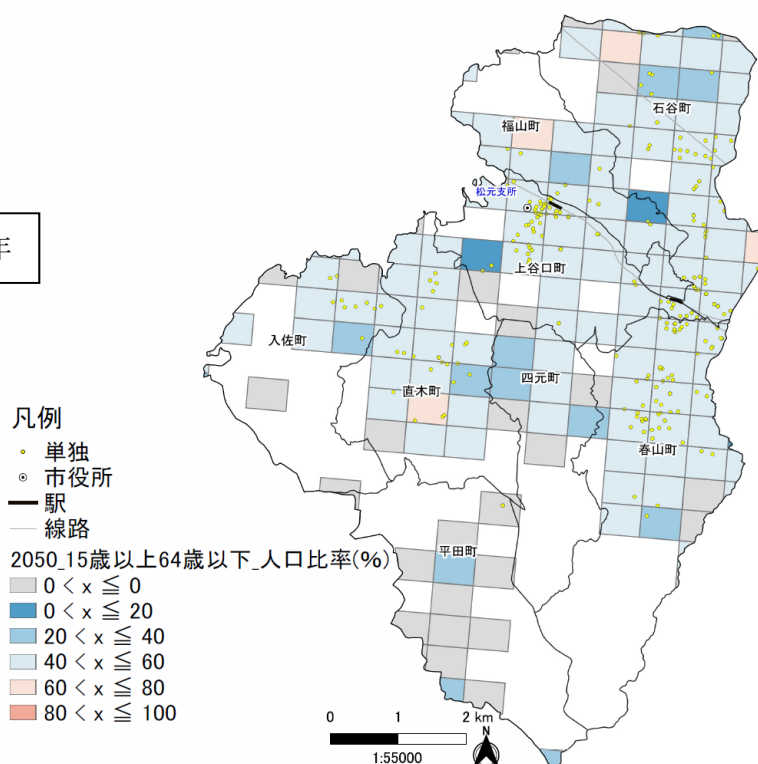 年
石谷町
福山町
松元支所
上谷口町
入佐町
四元町
直木町
春山町
平田町
凡例
単独
市役所
駅
線路
2050_15歳以上64歳以下_人口比率(%)
0 < x ≦ 0
0 < x ≦ 20
20 < x ≦ 40
40 < x ≦ 60
60 < x ≦ 80
80 < x ≦ 100
0 1 2 km
N
1:55000